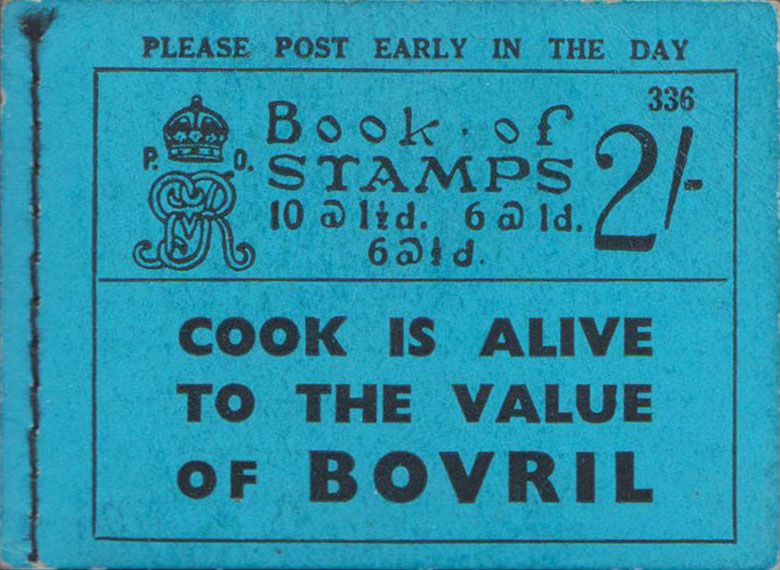 PLEASE POST EARLY IN THE DAY
336
P. O.
Book of
STAMPS
2/-
10 @ 1½d. 6 @ 1d.
6 @ ½d.
COOK IS ALIVE
TO THE VALUE
OF BOVRIL